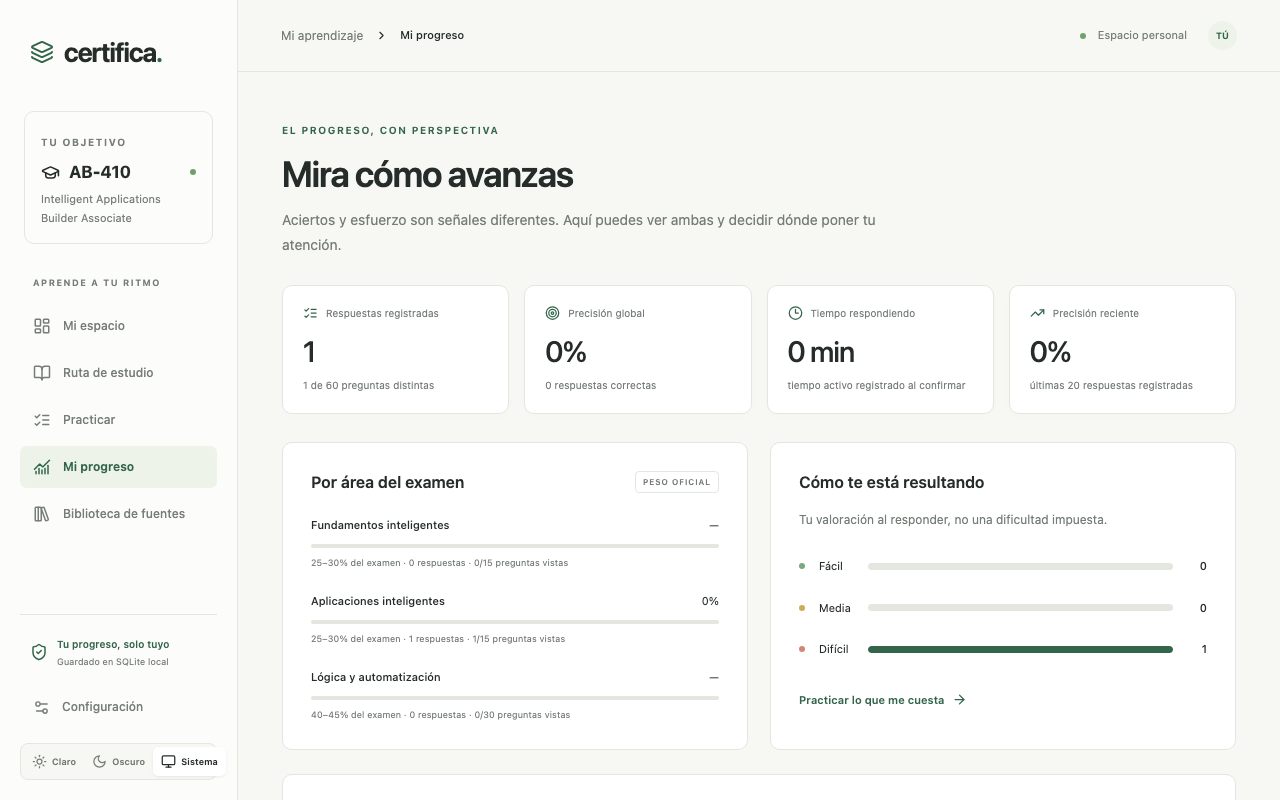 certifica.
TU OBJETIVO
AB-410
Intelligent Applications
Builder Associate
APRENDE A TU RITMO
Mi espacio
Ruta de estudio
Practicar
Mi progreso
Biblioteca de fuentes
Tu progreso, solo tuyo
Guardado en SQLite local
Configuración
Claro Oscuro Sistema
Mi aprendizaje > Mi progreso
Espacio personal TÚ
EL PROGRESO, CON PERSPECTIVA
Mira cómo avanzas
Aciertos y esfuerzo son señales diferentes. Aquí puedes ver ambas y decidir dónde poner tu
atención.
Respuestas registradas
1
1 de 60 preguntas distintas
Precisión global
0%
0 respuestas correctas
Tiempo respondiendo
0 min
tiempo activo registrado al confirmar
Precisión reciente
0%
últimas 20 respuestas registradas
Por área del examen PESO OFICIAL
Fundamentos inteligentes —
25–30% del examen · 0 respuestas · 0/15 preguntas vistas
Aplicaciones inteligentes 0%
25–30% del examen · 1 respuestas · 1/15 preguntas vistas
Lógica y automatización —
40–45% del examen · 0 respuestas · 0/30 preguntas vistas
Cómo te está resultando
Tu valoración al responder, no una dificultad impuesta.
Fácil 0
Media 0
Difícil 1
Practicar lo que me cuesta →